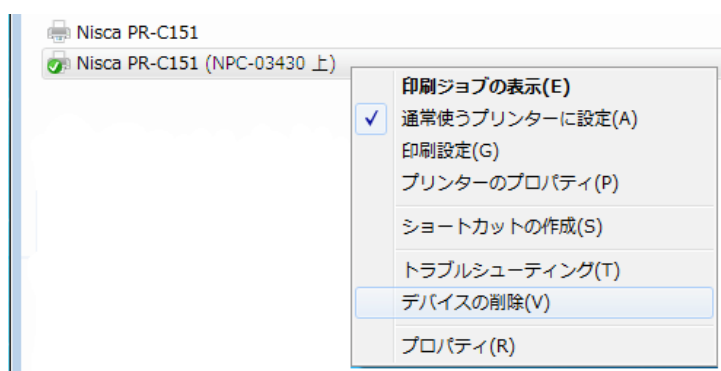 Nisca PR-C151
Nisca PR-C151 (NPC-03430 上)
印刷ジョブの表示(E)
通常使うプリンターに設定(A)
印刷設定(G)
プリンターのプロパティ(P)
ショートカットの作成(S)
トラブルシューティング(T)
デバイスの削除(V)
プロパティ(R)